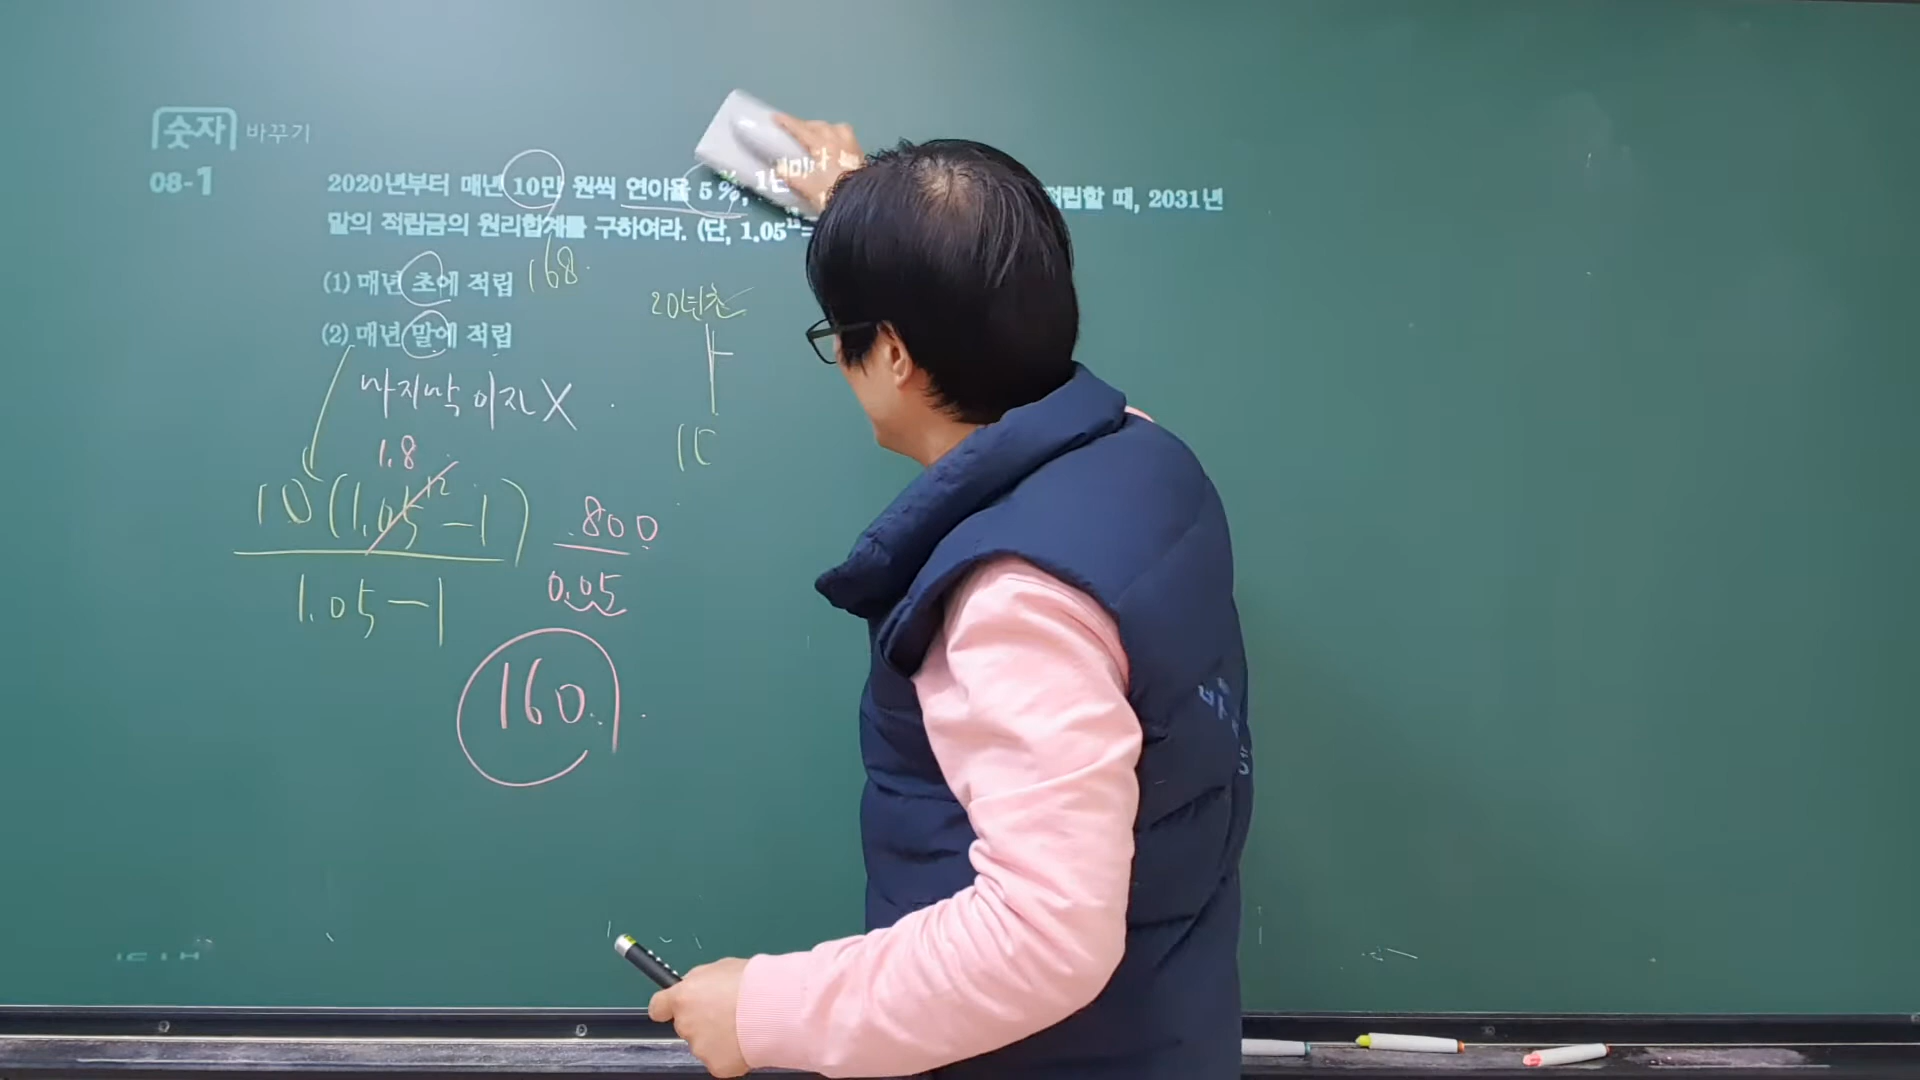 숫자 바꾸기
08-1 2020년부터 매년 10만 원씩 연이율 5%, 1년마다 적립할 때, 2031년
말의 적립금의 원리합계를 구하여라. (단, 1.05¹²=
(1) 매년 초에 적립 168
(2) 매년 말에 적립
20년초
마지막 이자 X
10
1.8
10(1.05¹²-1)
1.05-1
800
0.05
160